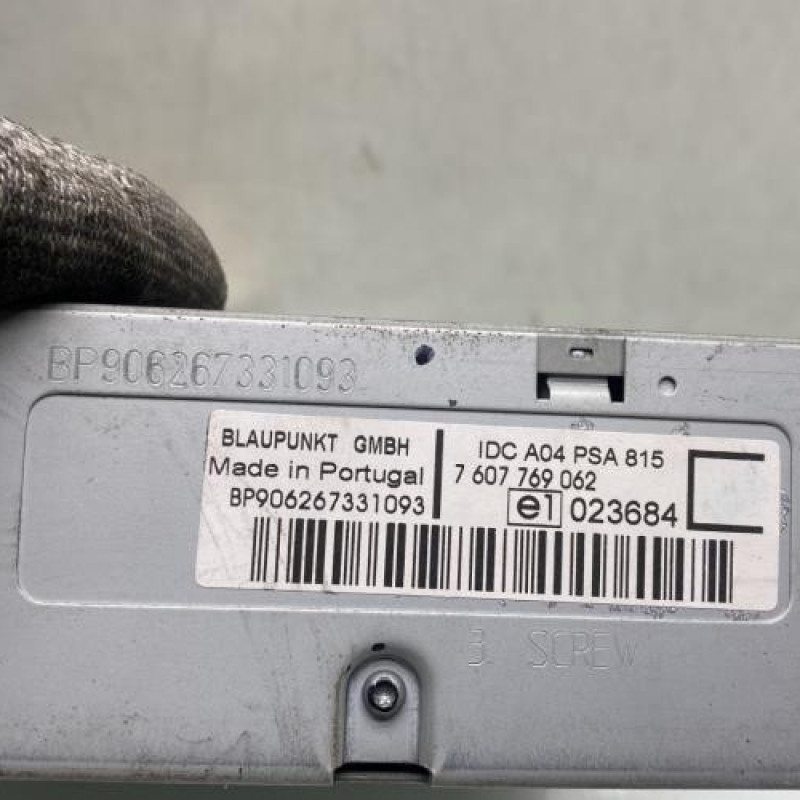 BP906267331093
BLAUPUNKT GMBH
Made in Portugal
BP906267331093
IDC A04 PSA 815
7 607 769 062
e1 023684
3. SCREW